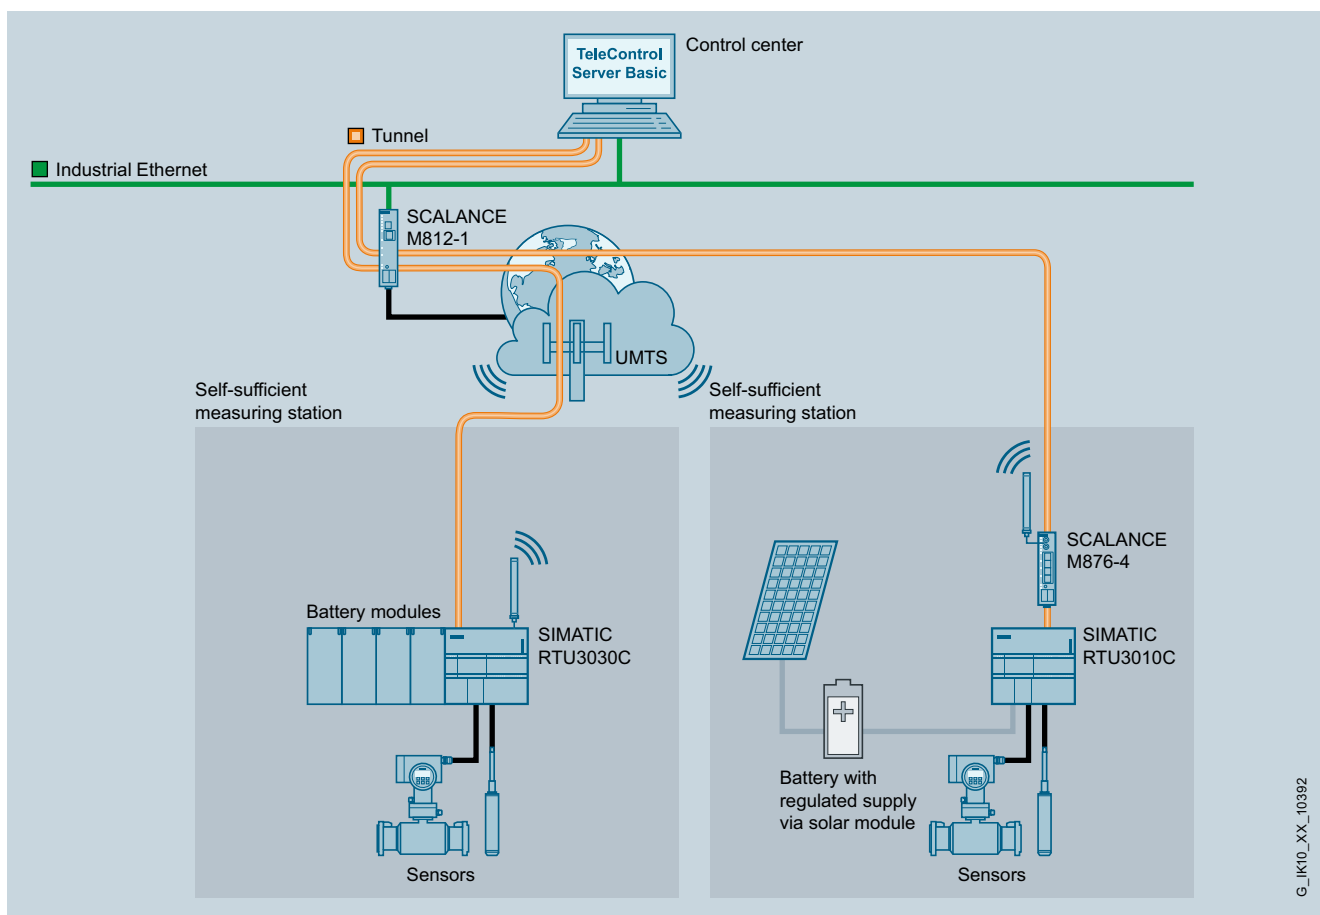 TeleControl
Server Basic
Control center
Tunnel
Industrial Ethernet
SCALANCE
M812-1
UMTS
Self-sufficient
measuring station
Self-sufficient
measuring station
SCALANCE
M876-4
Battery modules
SIMATIC
RTU3030C
SIMATIC
RTU3010C
Battery with
regulated supply
via solar module
Sensors
Sensors
G_IK10_XX_10392